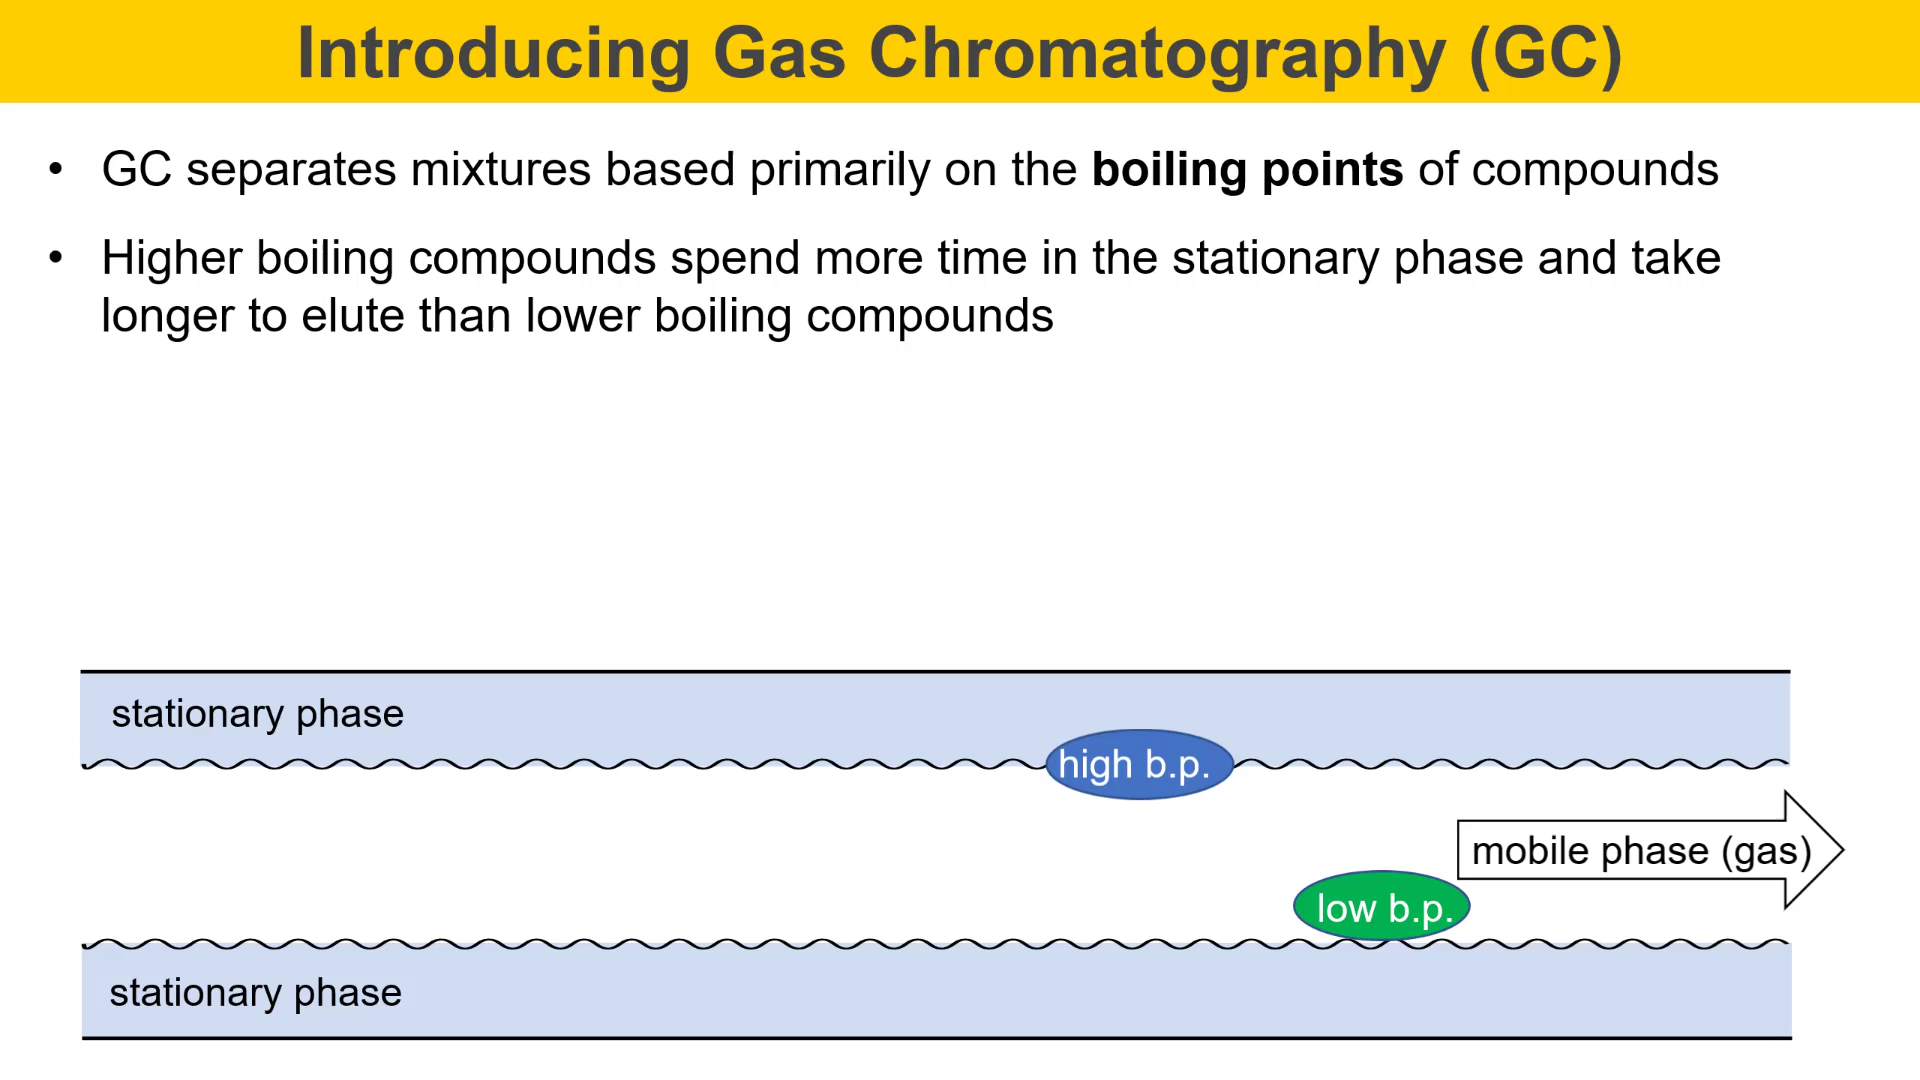 Introducing Gas Chromatography (GC)
• GC separates mixtures based primarily on the boiling points of compounds
• Higher boiling compounds spend more time in the stationary phase and take
longer to elute than lower boiling compounds
stationary phase
high b.p.
mobile phase (gas)
low b.p.
stationary phase